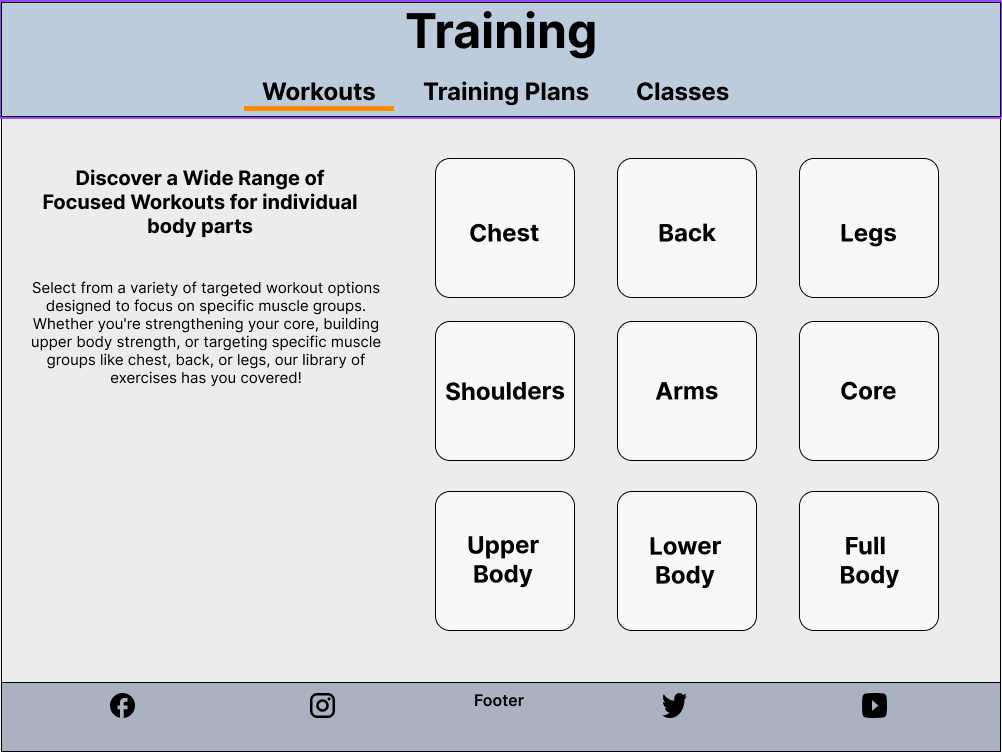 Training
Workouts Training Plans Classes
Discover a Wide Range of
Focused Workouts for individual
body parts
Select from a variety of targeted workout options
designed to focus on specific muscle groups.
Whether you're strengthening your core, building
upper body strength, or targeting specific muscle
groups like chest, back, or legs, our library of
exercises has you covered!
Chest Back Legs
Shoulders Arms Core
Upper
Body
Lower
Body
Full
Body
Footer